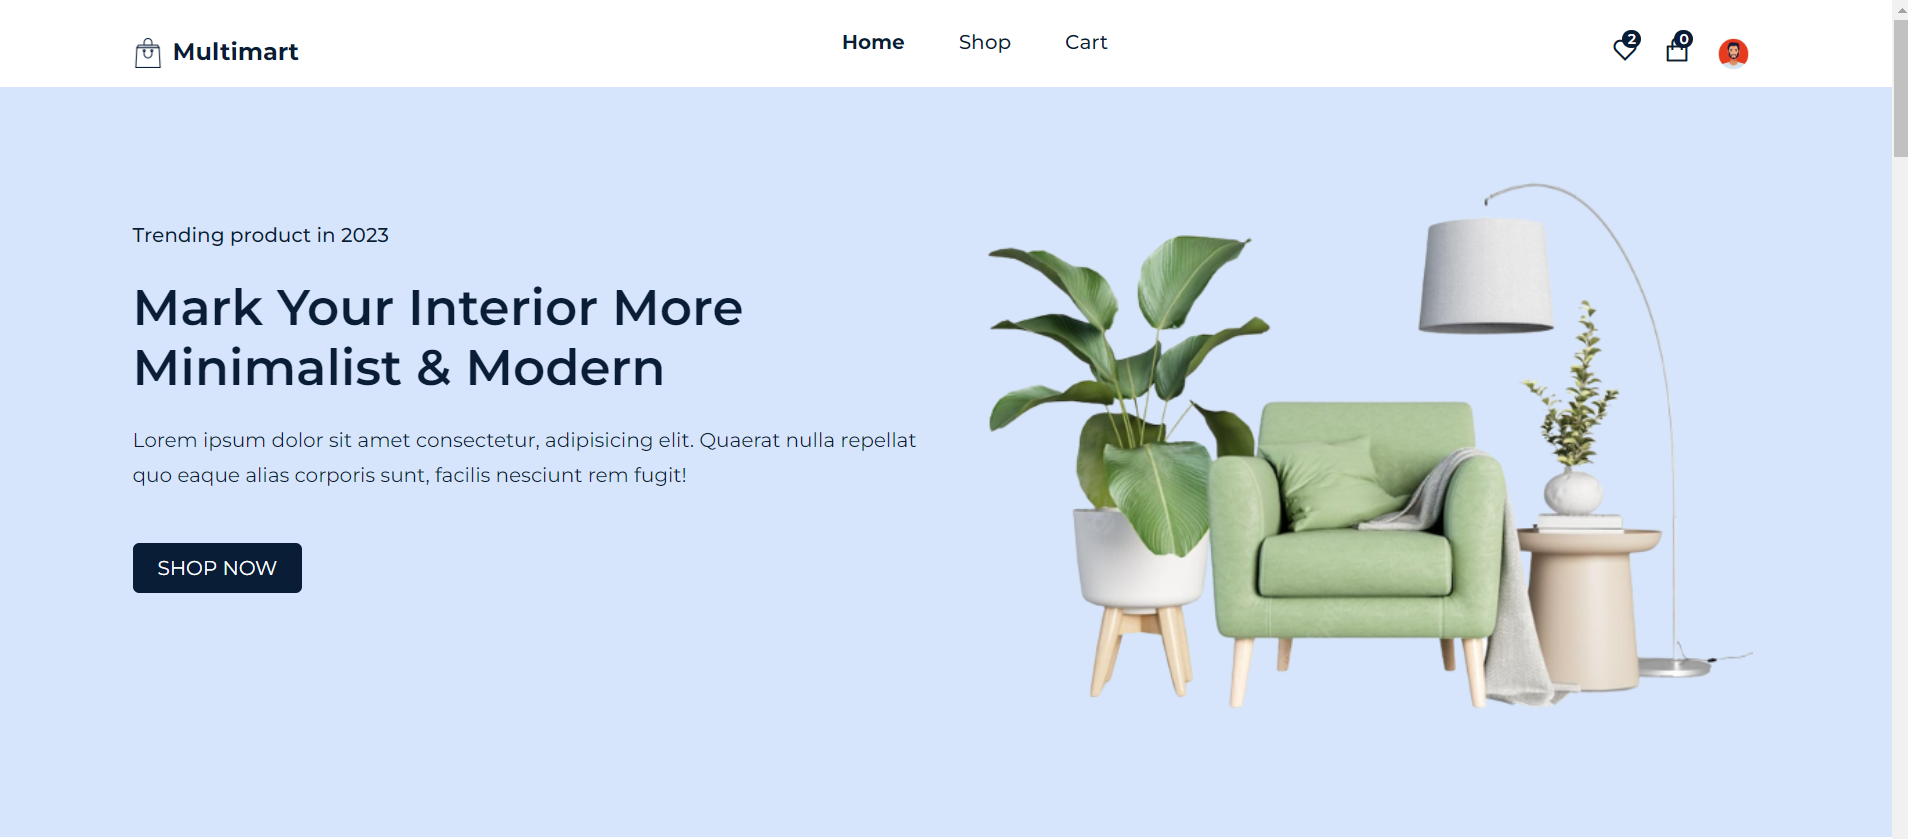 Multimart
Home
Shop
Cart
2
0
Trending product in 2023
Mark Your Interior More
Minimalist & Modern
Lorem ipsum dolor sit amet consectetur, adipisicing elit. Quaerat nulla repellat
quo eaque alias corporis sunt, facilis nesciunt rem fugit!
SHOP NOW